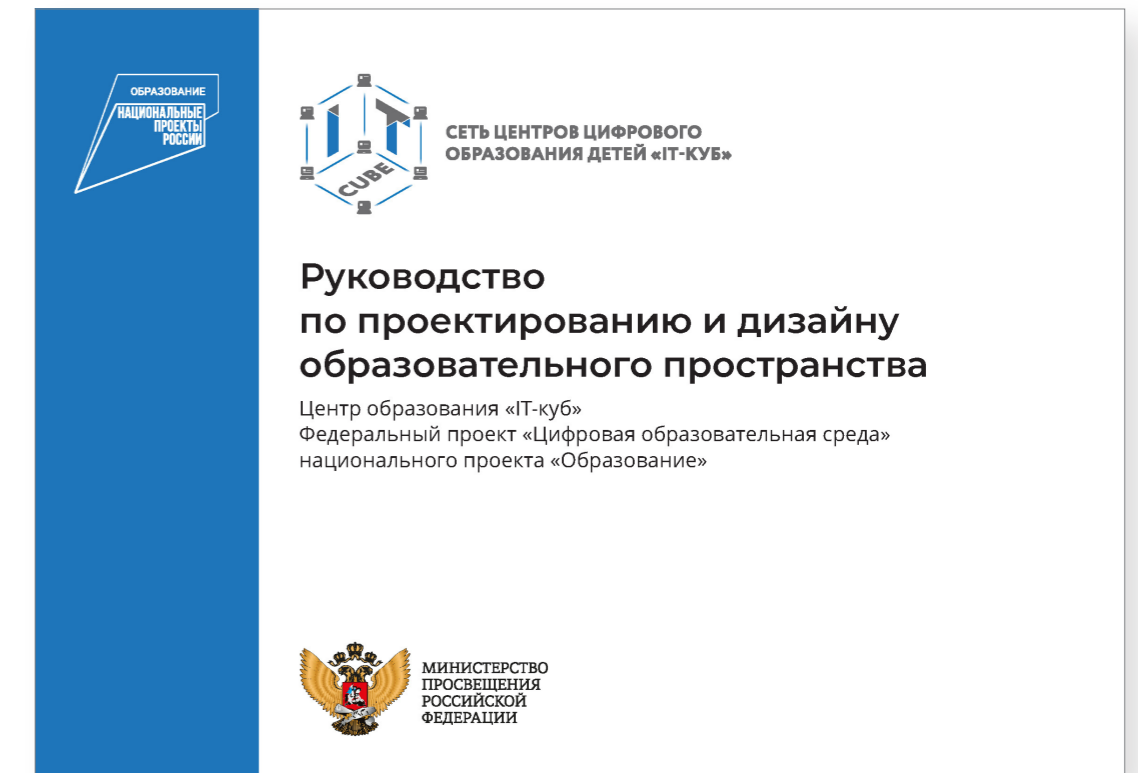 ОБРАЗОВАНИЕ
НАЦИОНАЛЬНЫЕ
ПРОЕКТЫ
РОССИИ
IT
CUBE
СЕТЬ ЦЕНТРОВ ЦИФРОВОГО
ОБРАЗОВАНИЯ ДЕТЕЙ «IT-КУБ»
Руководство
по проектированию и дизайну
образовательного пространства
Центр образования «IT-куб»
Федеральный проект «Цифровая образовательная среда»
национального проекта «Образование»
МИНИСТЕРСТВО
ПРОСВЕЩЕНИЯ
РОССИЙСКОЙ
ФЕДЕРАЦИИ